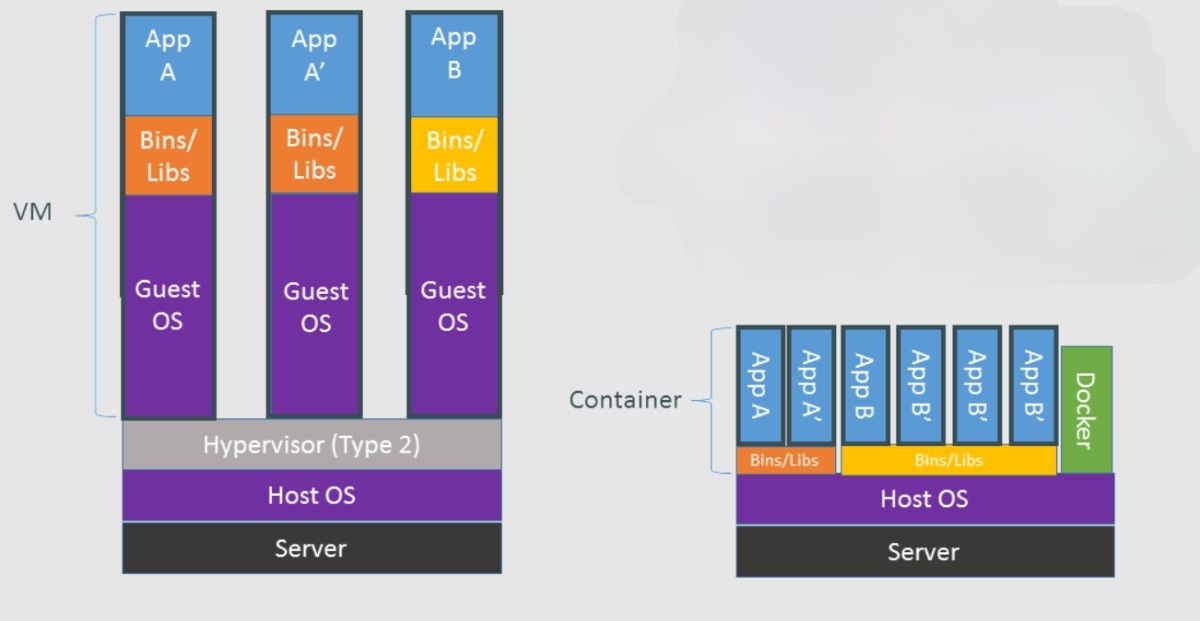 VM
App
A
Bins/
Libs
Guest
OS
App
A’
Bins/
Libs
Guest
OS
App
B
Bins/
Libs
Guest
OS
Hypervisor (Type 2)
Host OS
Server
Container
App A
App A’
App B
App B’
App B’
App B’
Docker
Bins/Libs
Bins/Libs
Host OS
Server